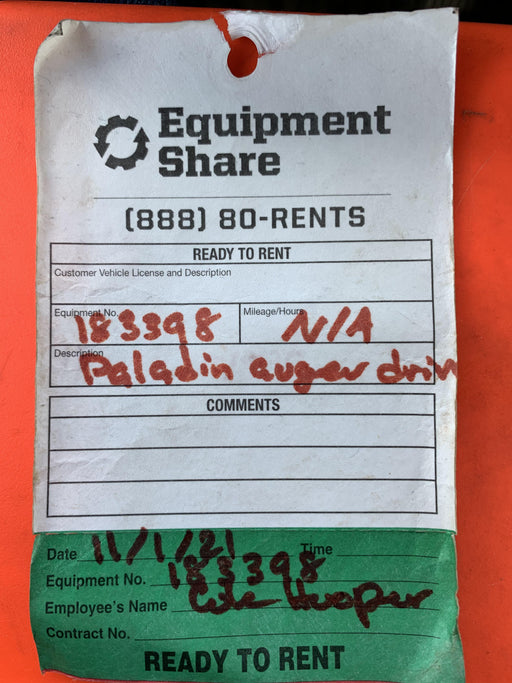 Equipment
Share
(888) 80-RENTS
READY TO RENT
Customer Vehicle License and Description
Equipment No. 183398 Mileage/Hours N/A
Description Paladin auger driv
COMMENTS
Date 11/1/21 Time
Equipment No. 183398
Employee's Name Cole Hooper
Contract No.
READY TO RENT